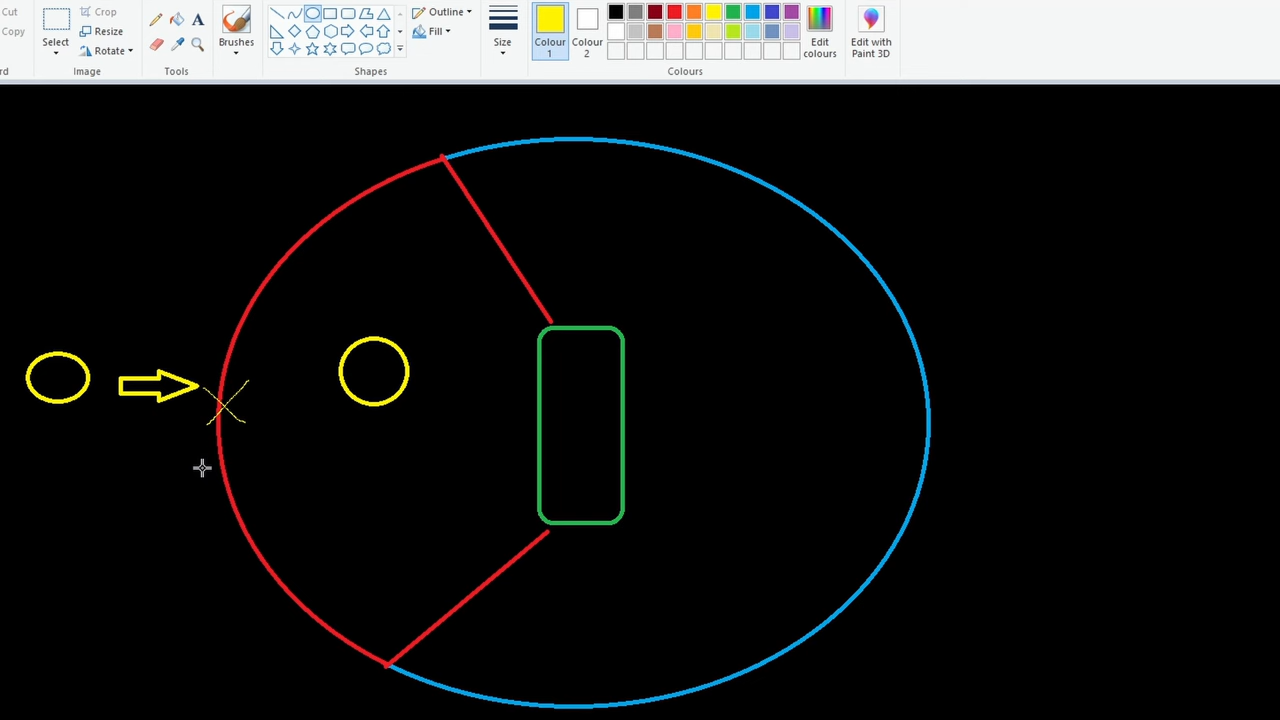 Cut
Crop
Outline
Copy
Select
Resize
Fill
Rotate
Brushes
Size
Colour
1
Colour
2
Edit
colours
Edit with
Paint 3D
rd
Image
Tools
Shapes
Colours
A